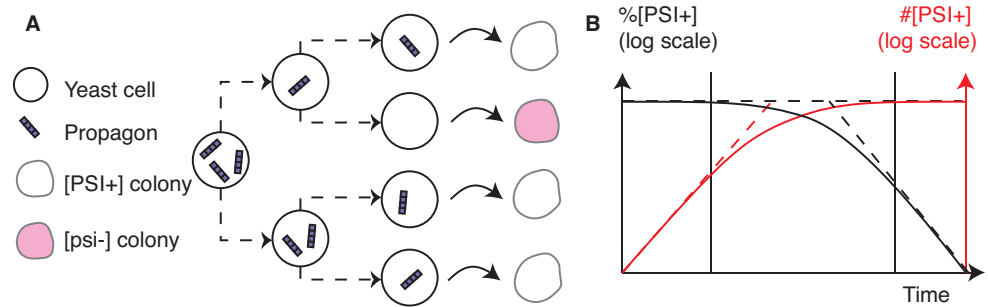 A
Yeast cell
Propagon
[PSI+] colony
[psi-] colony
B
%[PSI+]
(log scale)
#[PSI+]
(log scale)
Time